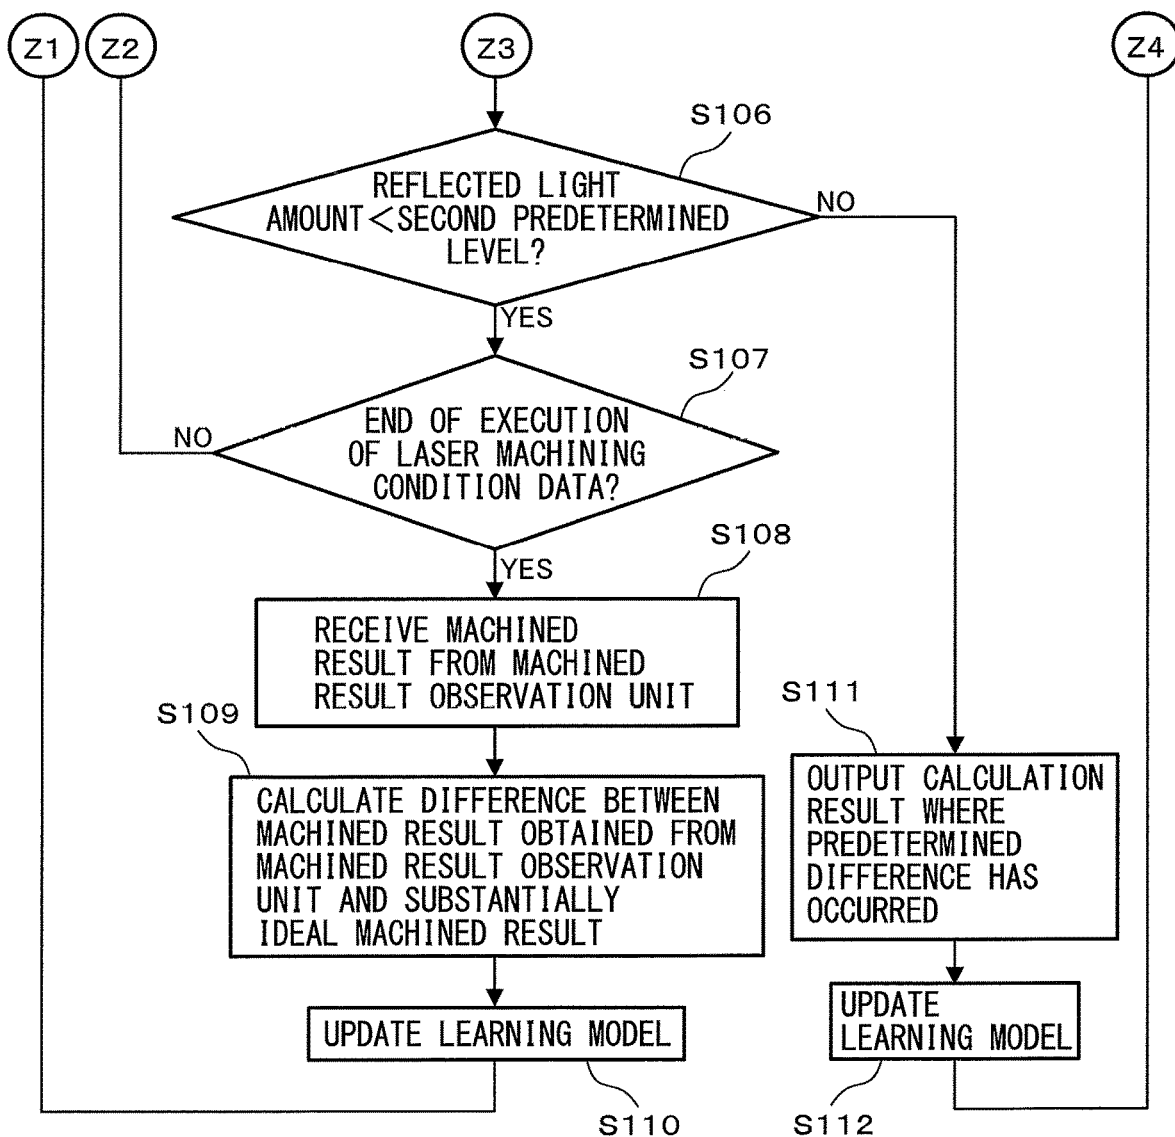 Z1
Z2
Z3
Z4
S106
REFLECTED LIGHT
AMOUNT<SECOND PREDETERMINED
LEVEL?
NO
YES
S107
END OF EXECUTION
OF LASER MACHINING
CONDITION DATA?
NO
YES
S108
RECEIVE MACHINED
RESULT FROM MACHINED
RESULT OBSERVATION UNIT
S109
CALCULATE DIFFERENCE BETWEEN
MACHINED RESULT OBTAINED FROM
MACHINED RESULT OBSERVATION
UNIT AND SUBSTANTIALLY
IDEAL MACHINED RESULT
S111
OUTPUT CALCULATION
RESULT WHERE
PREDETERMINED
DIFFERENCE HAS
OCCURRED
UPDATE LEARNING MODEL
S110
UPDATE
LEARNING MODEL
S112